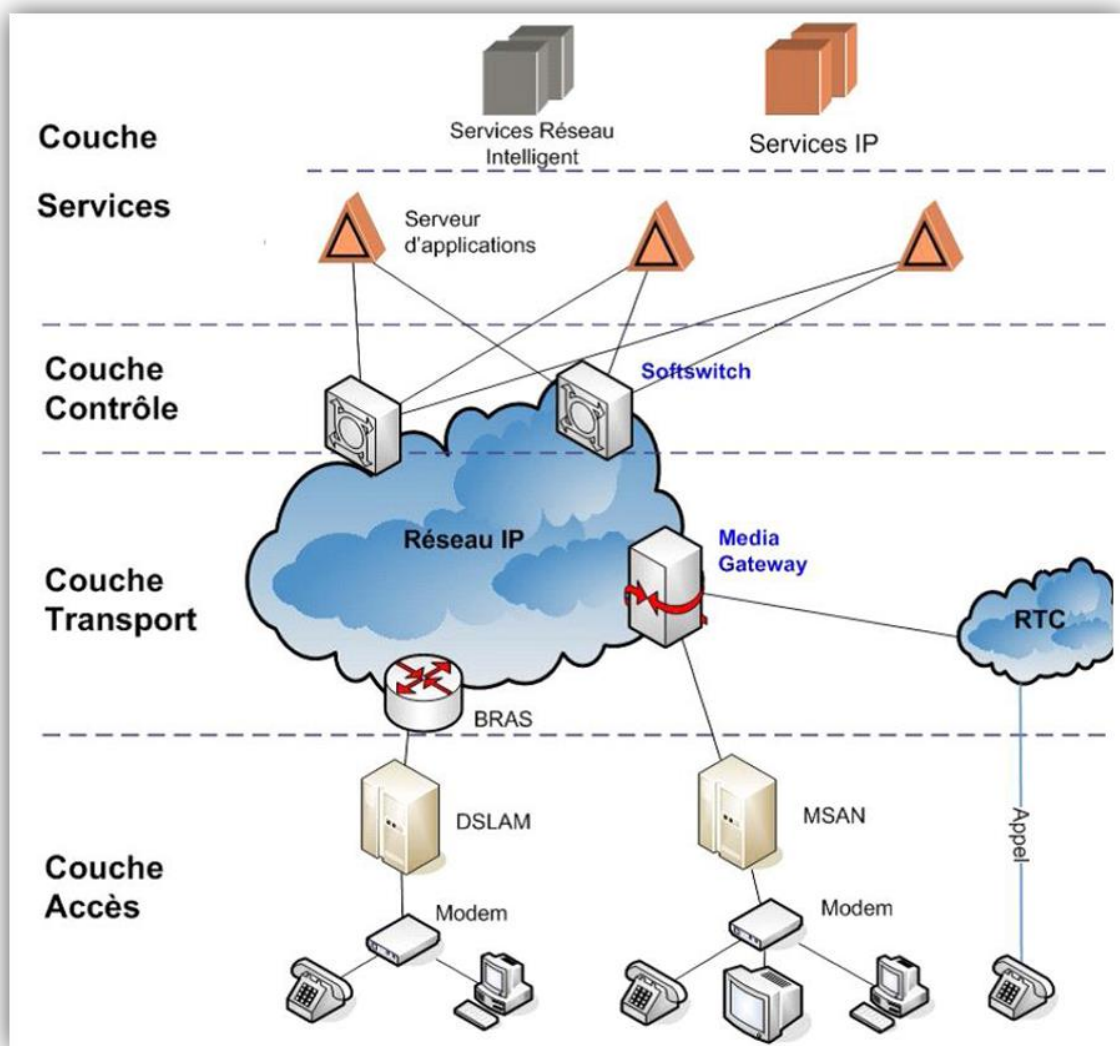 Services Réseau
Intelligent
Services IP
Couche
Services
Serveur
d'applications
Couche
Contrôle
Softswitch
Réseau IP
Media
Gateway
Couche
Transport
RTC
BRAS
DSLAM
MSAN
Appel
Couche
Accès
Modem
Modem